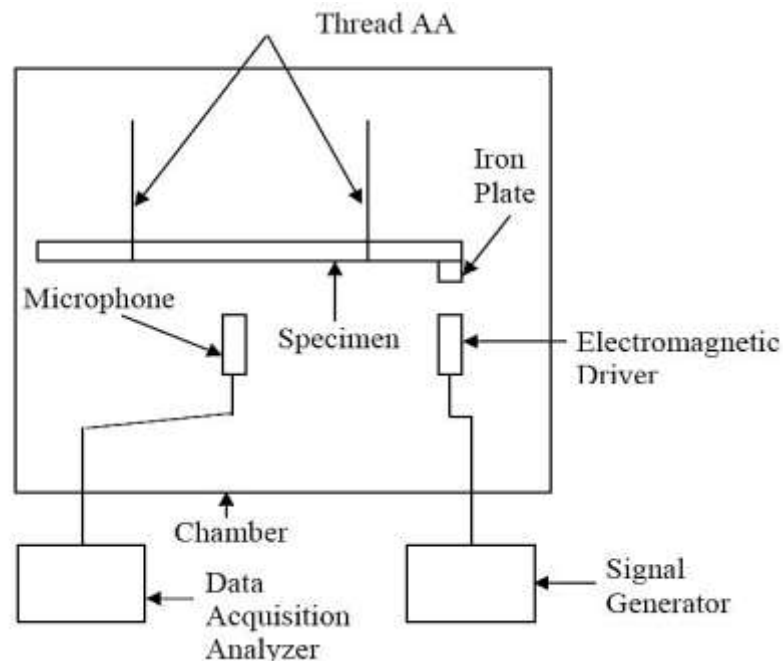 Thread AA
Iron
Plate
Microphone
Specimen
Electromagnetic
Driver
Chamber
Data
Acquisition
Analyzer
Signal
Generator